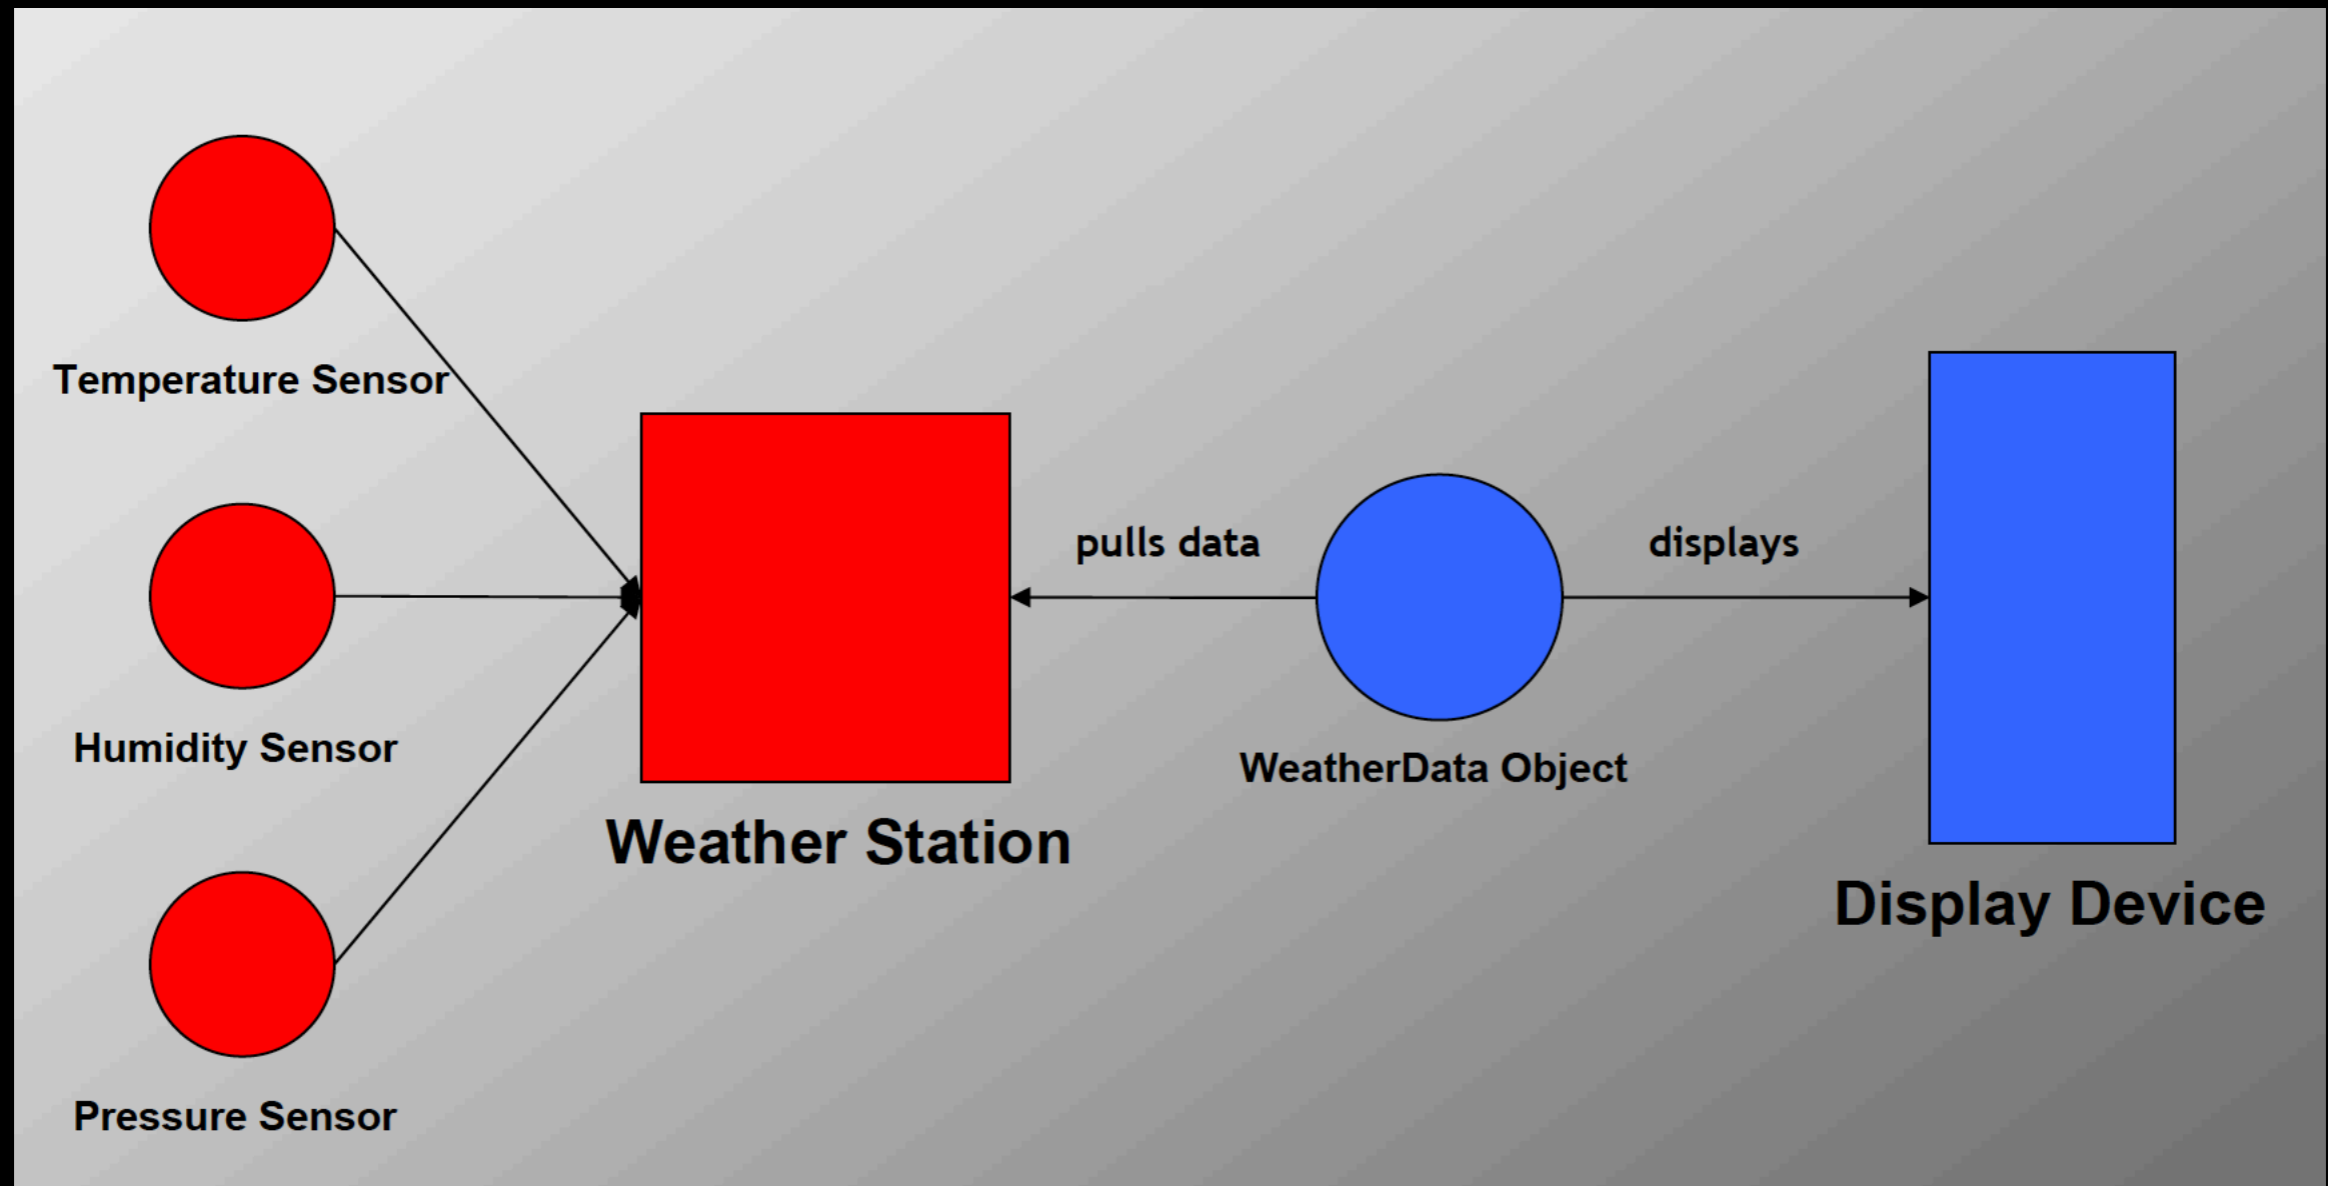 Temperature Sensor
Humidity Sensor
Pressure Sensor
Weather Station
pulls data
WeatherData Object
displays
Display Device